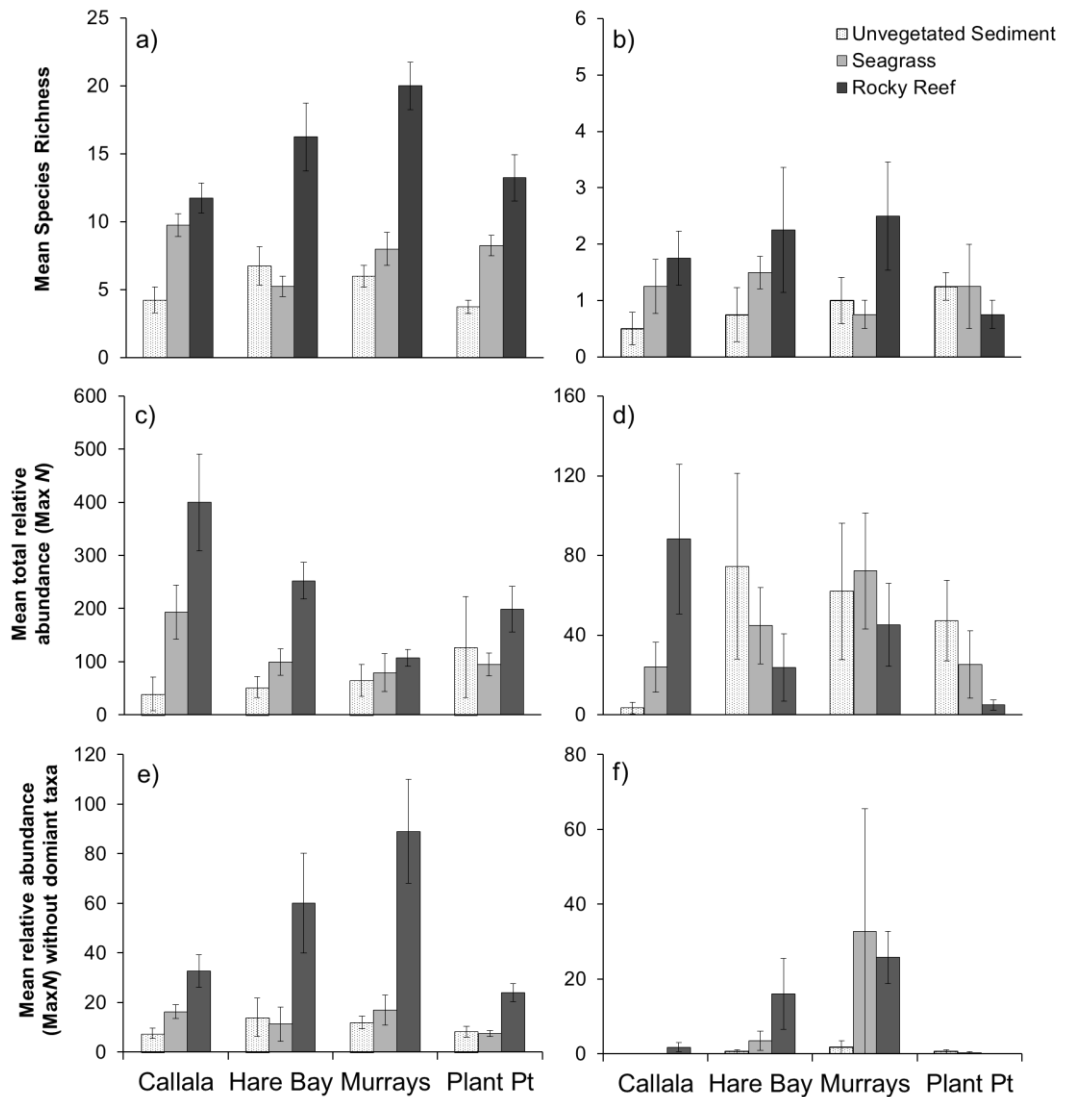 a)
25
20
15
10
5
0
Mean Species Richness
b)
6
5
4
3
2
1
0
Unvegetated Sediment
Seagrass
Rocky Reef
c)
600
500
400
300
200
100
0
Mean total relative
abundance (Max N)
d)
160
120
80
40
0
e)
120
100
80
60
40
20
0
Mean relative abundance
(MaxN) without domiant taxa
Callala Hare Bay Murrays Plant Pt
f)
80
60
40
20
0
Callala Hare Bay Murrays Plant Pt